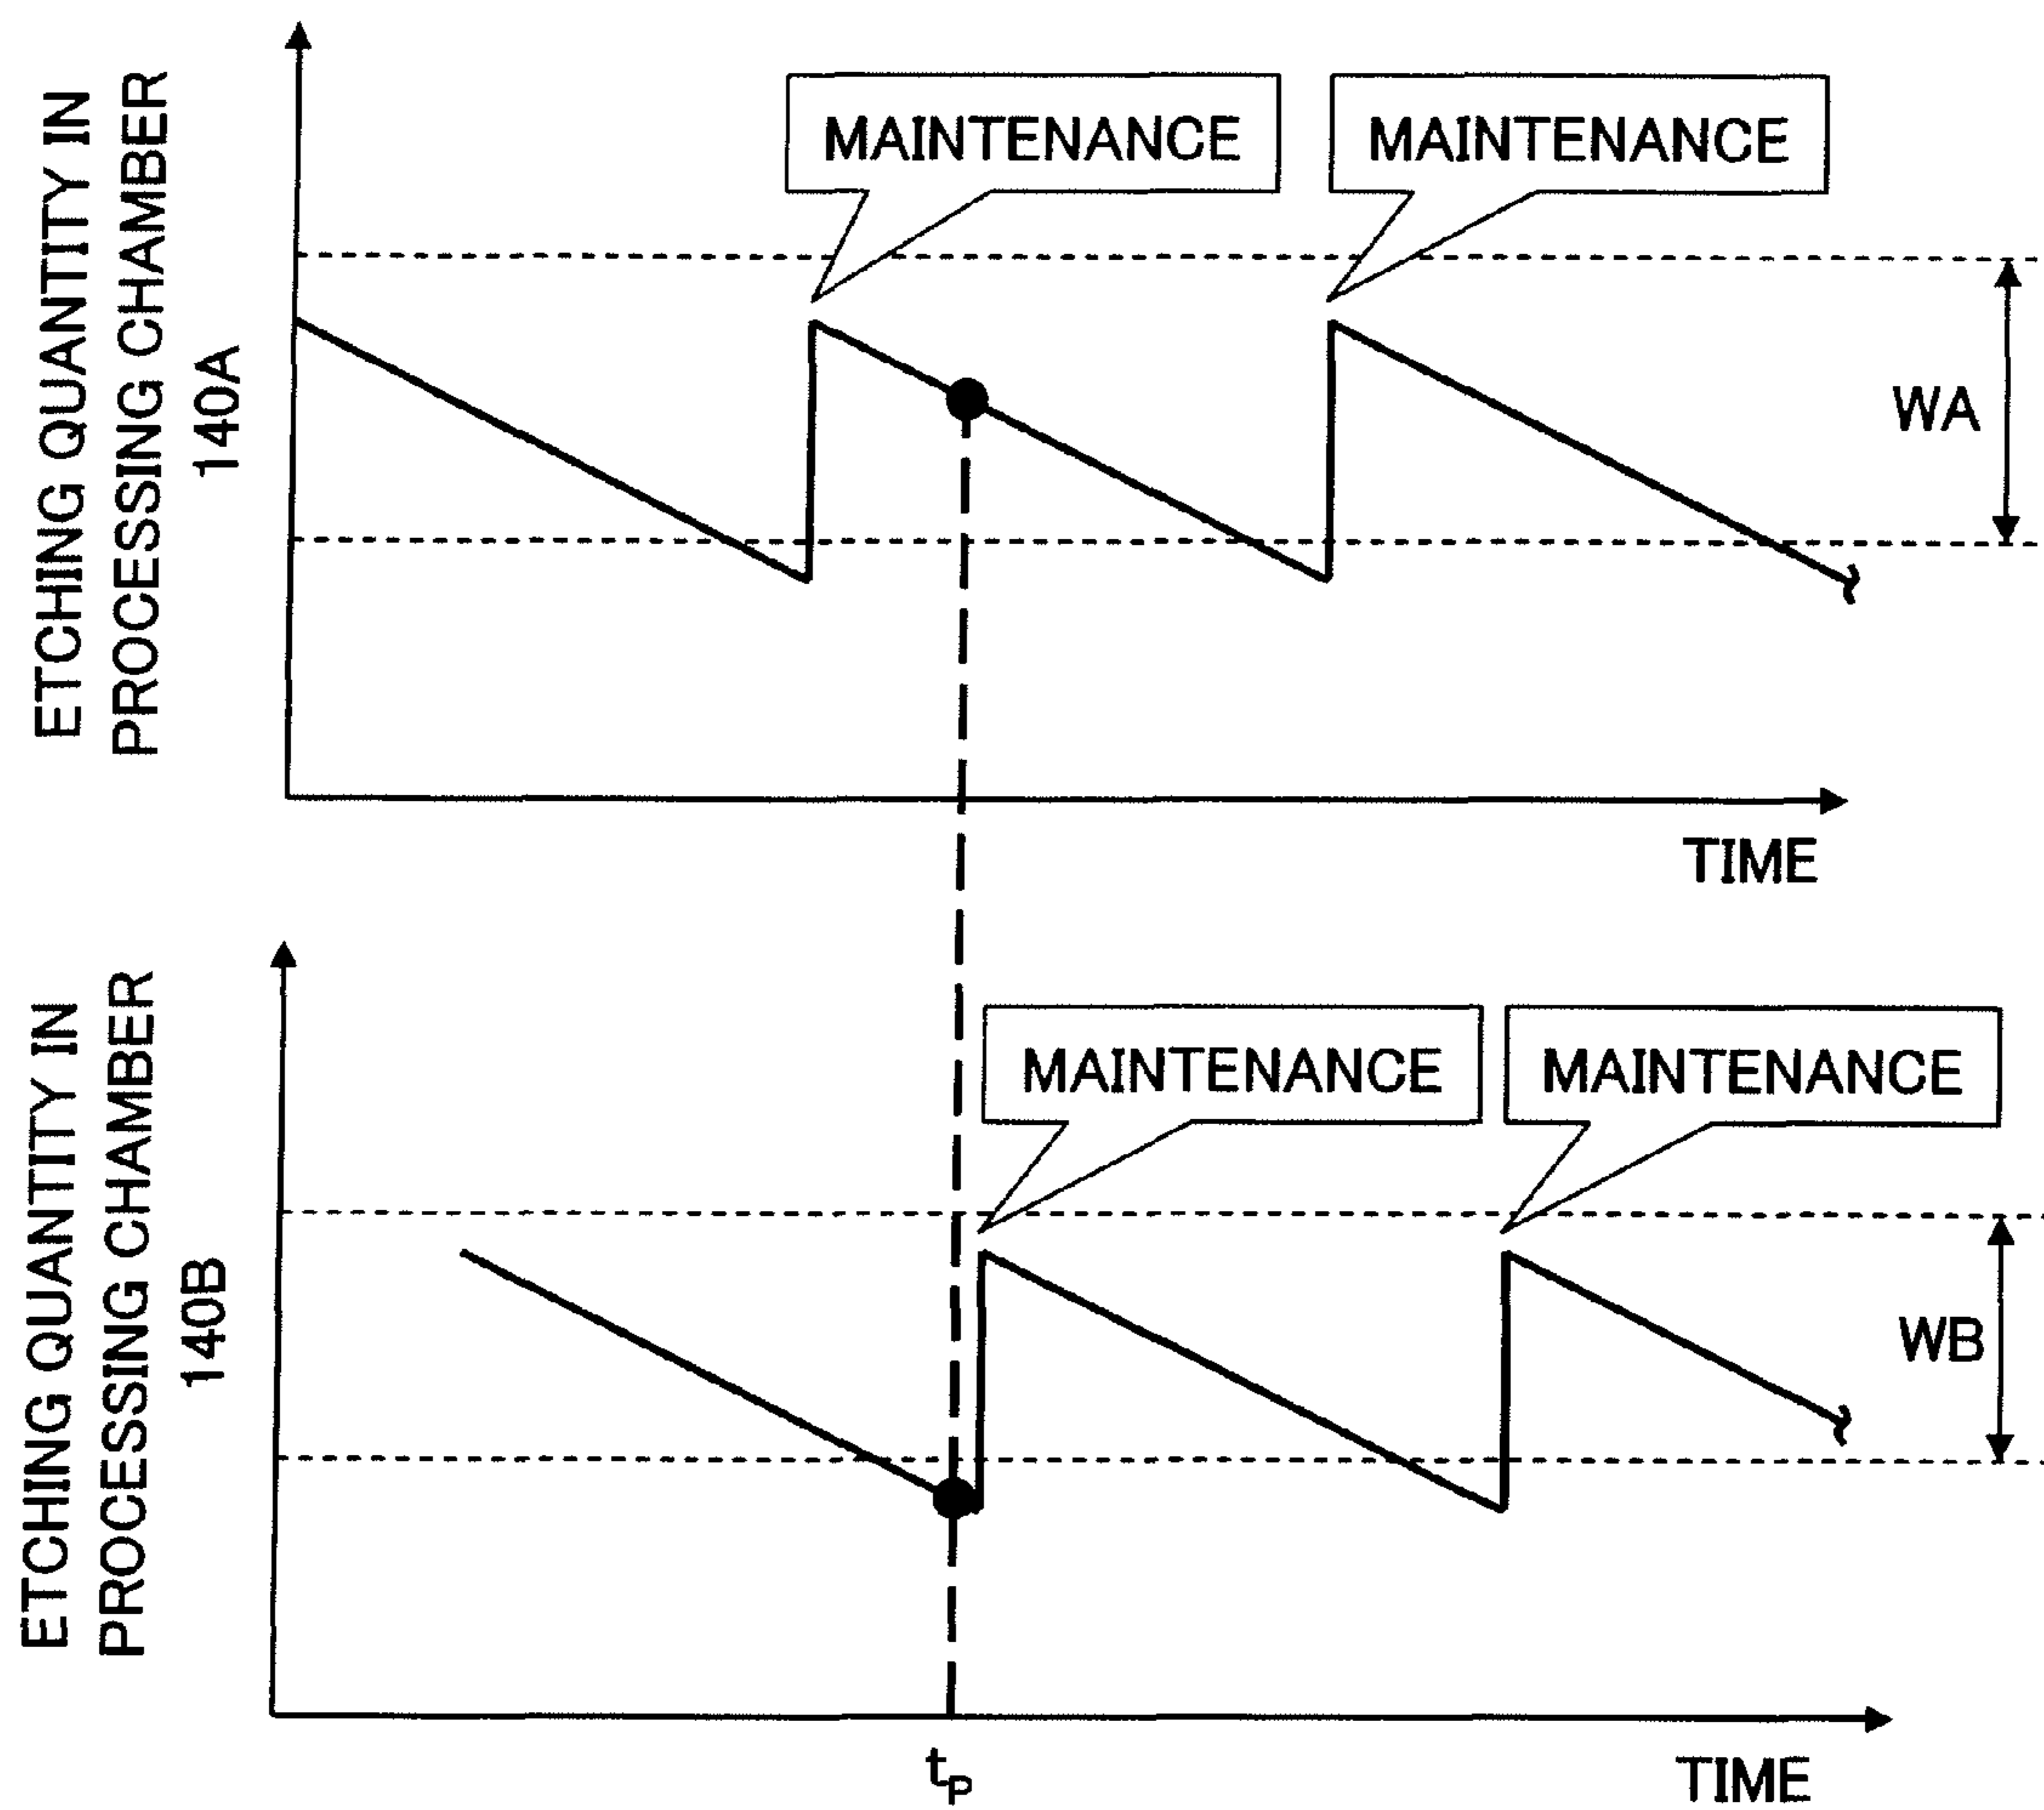 ETCHING QUANTITY IN
PROCESSING CHAMBER
140A
MAINTENANCE
MAINTENANCE
WA
TIME
ETCHING QUANTITY IN
PROCESSING CHAMBER
140B
MAINTENANCE
MAINTENANCE
WB
tP
TIME